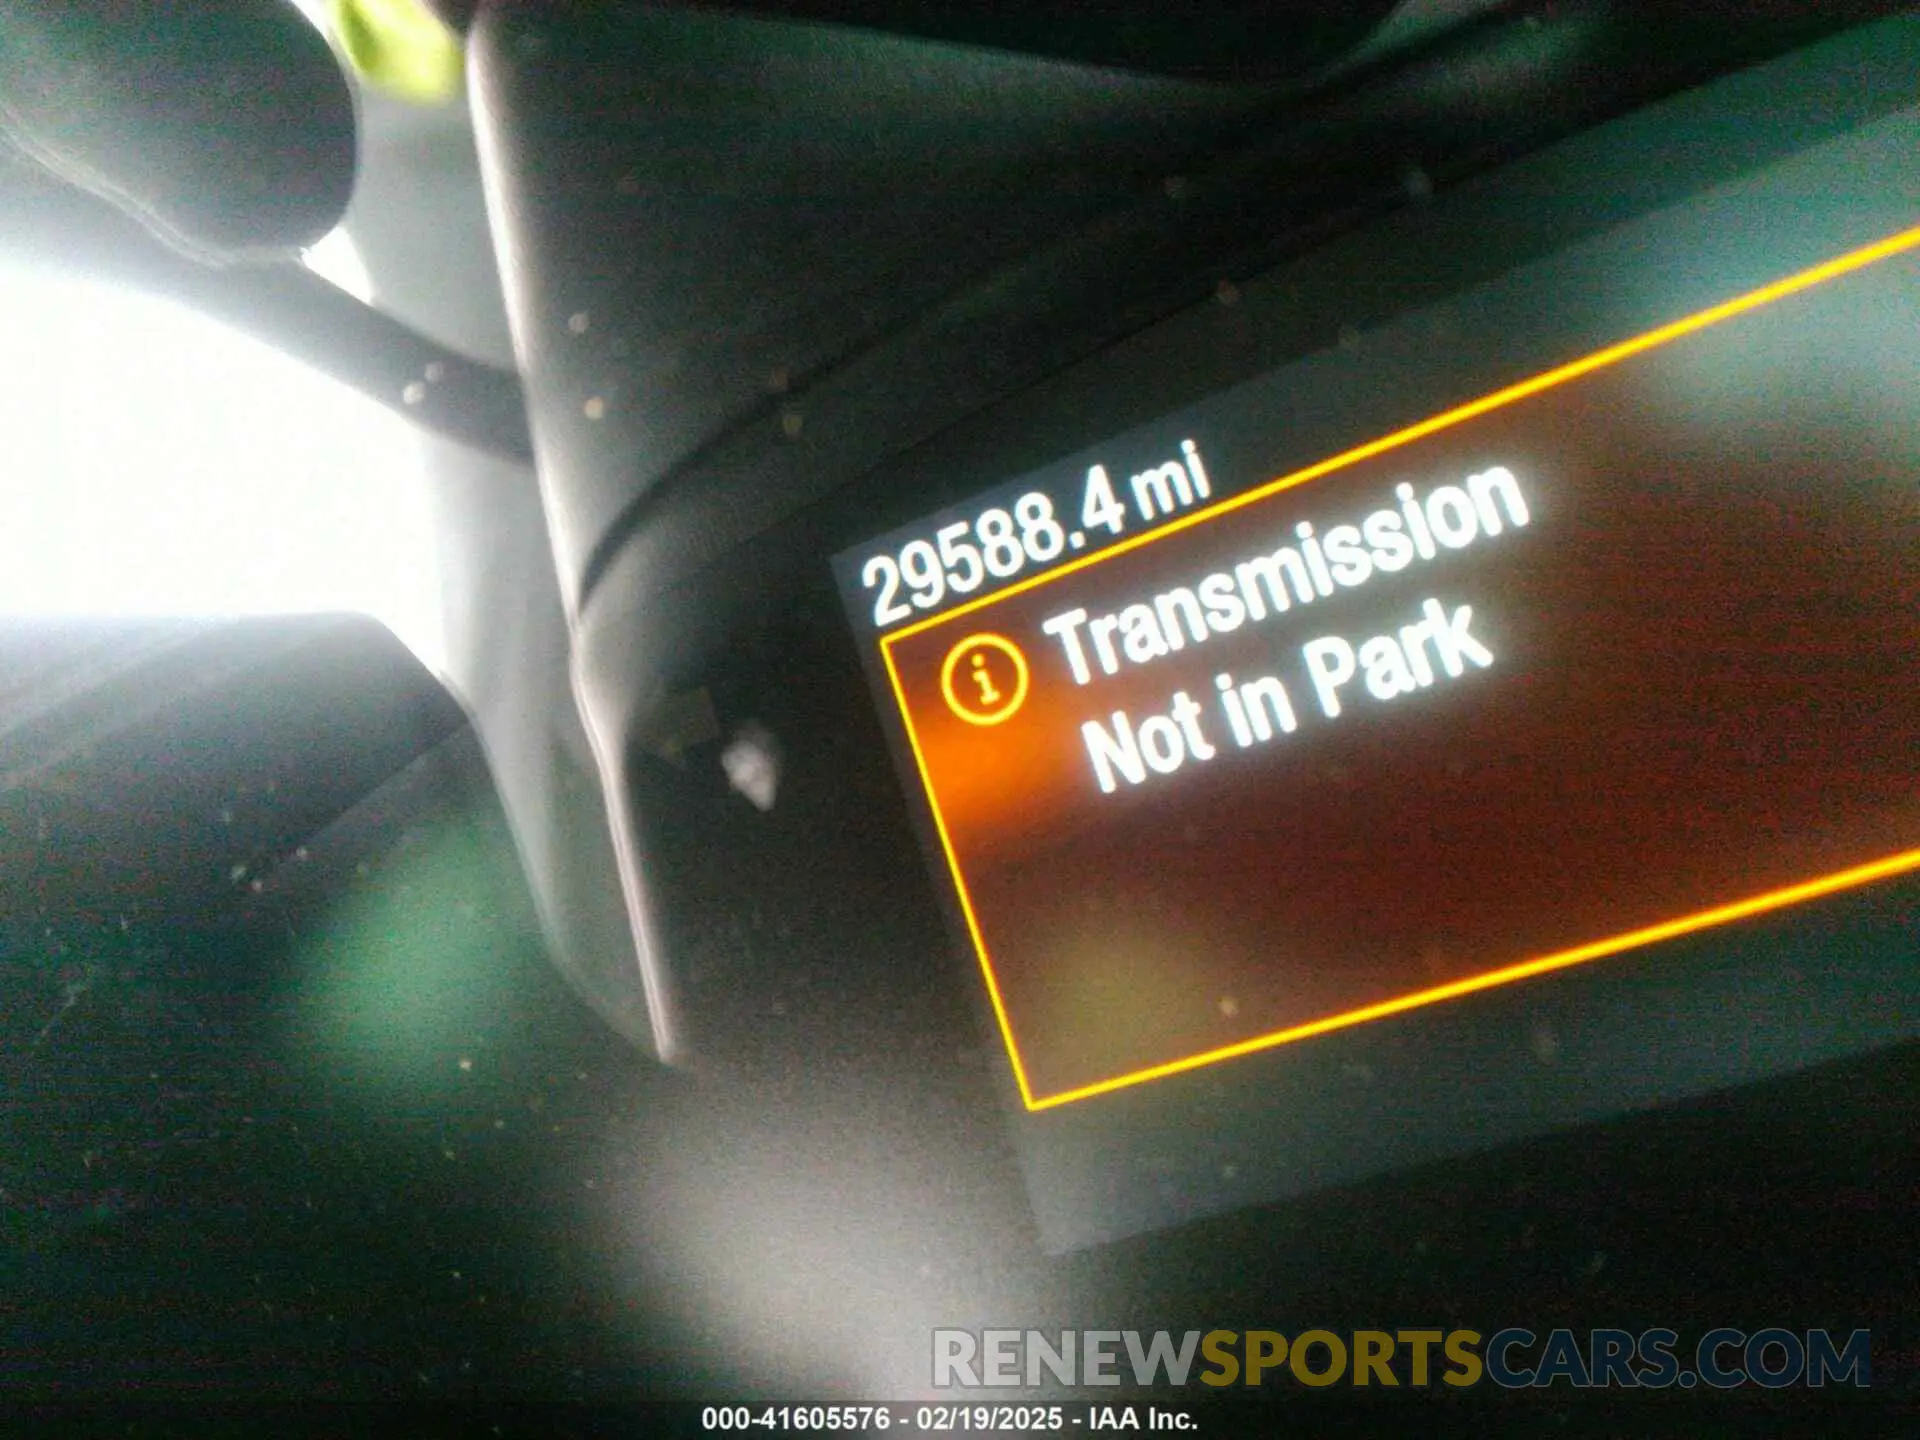 29588.4 mi
i
Transmission
Not in Park
RENEWSPORTSCARS.COM
000-41605576 - 02/19/2025 - IAA Inc.